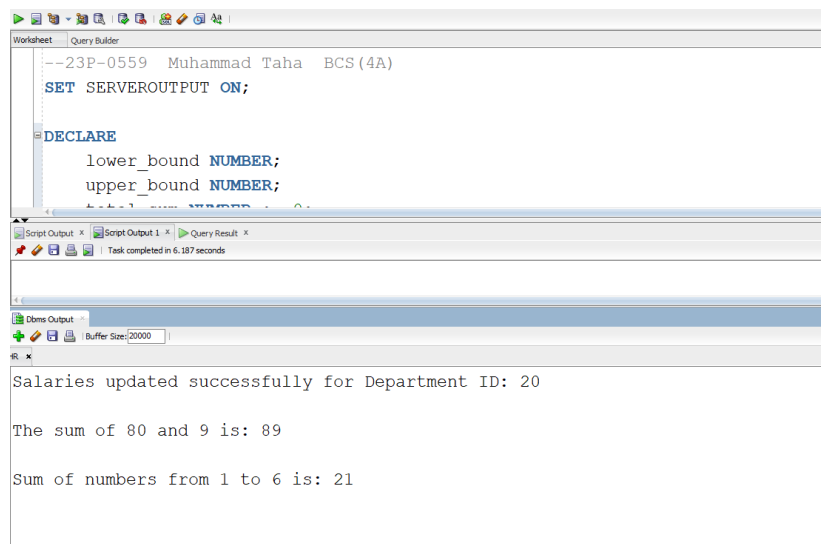 Worksheet Query Builder
--23P-0559 Muhammad Taha BCS(4A)
SET SERVEROUTPUT ON;
DECLARE
lower_bound NUMBER;
upper_bound NUMBER;
Script Output x Script Output 1 x Query Result x
Task completed in 6.187 seconds
Dbms Output x
Buffer Size: 20000
HR x
Salaries updated successfully for Department ID: 20
The sum of 80 and 9 is: 89
Sum of numbers from 1 to 6 is: 21